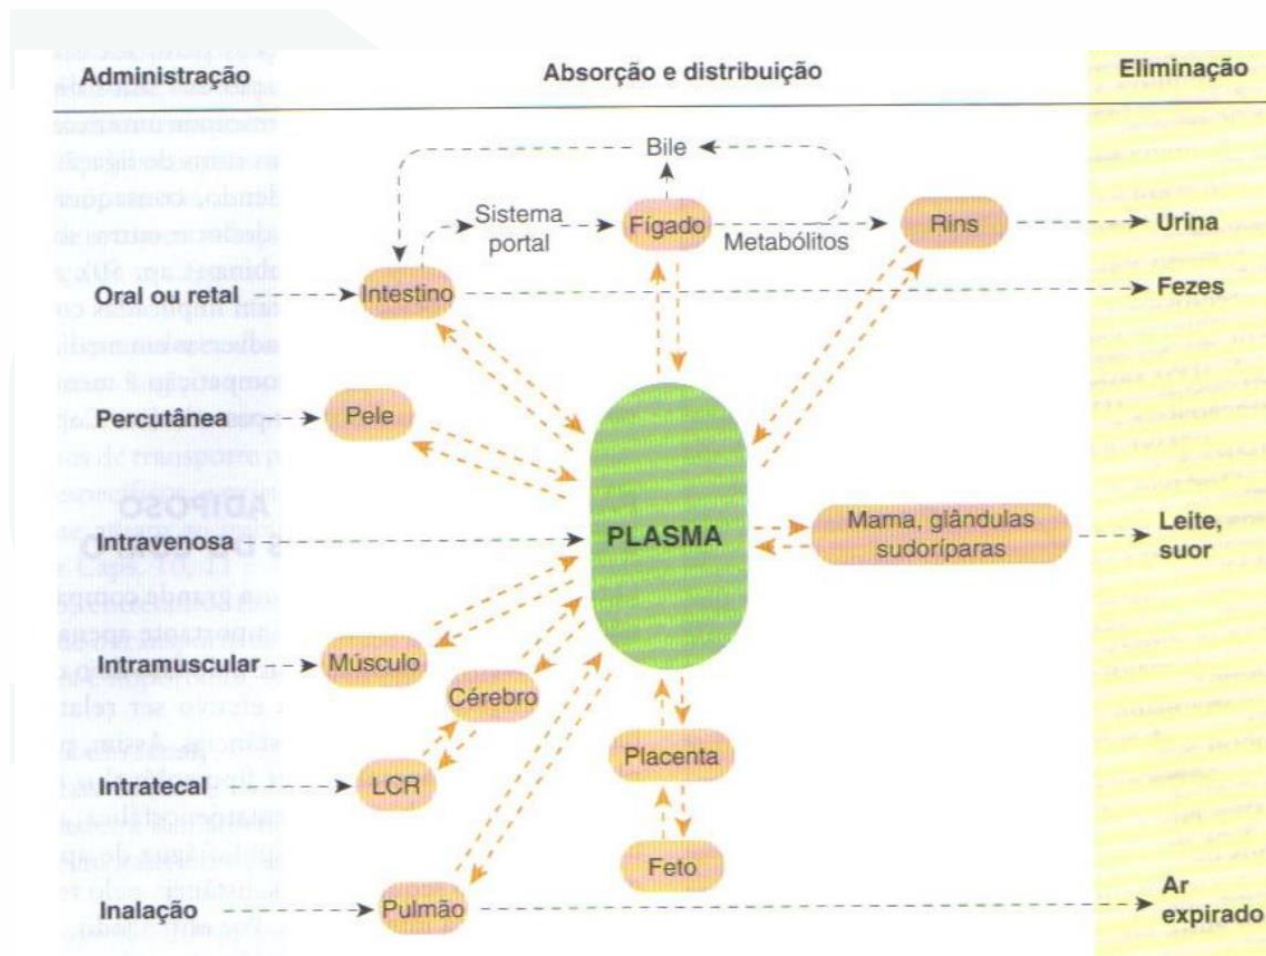 Administração
Absorção e distribuição
Eliminação
Bile
Sistema
portal
Fígado
Metabólitos
Rins
Urina
Oral ou retal
Intestino
Fezes
Percutânea
Pele
ADIPOSO
Intravenosa
PLASMA
Mama, glândulas
sudoríparas
Leite,
suor
Intramuscular
Músculo
Cérebro
Placenta
Intratecal
LCR
Feto
Inalação
Pulmão
Ar
expirado